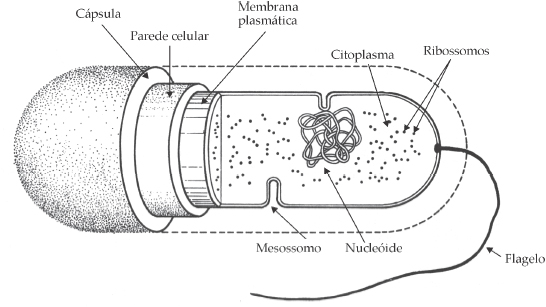 Cápsula
Parede celular
Membrana
plasmática
Citoplasma
Ribossomos
Mesossomo
Nucleóide
Flagelo